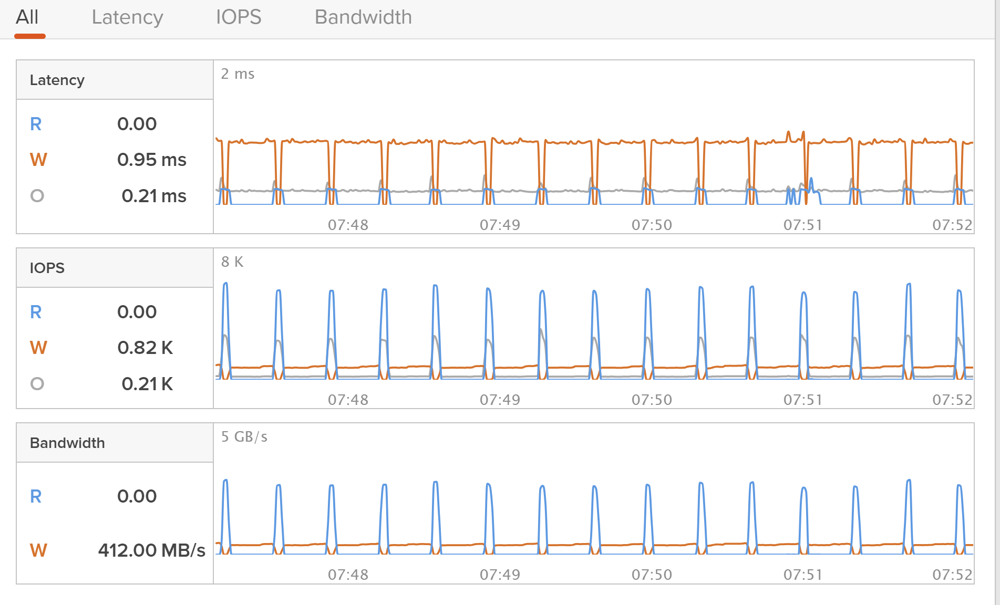 All Latency IOPS Bandwidth
Latency
2 ms
R 0.00
W 0.95 ms
O 0.21 ms
07:48 07:49 07:50 07:51 07:52
IOPS
8 K
R 0.00
W 0.82 K
O 0.21 K
07:48 07:49 07:50 07:51 07:52
Bandwidth
5 GB/s
R 0.00
W 412.00 MB/s
07:48 07:49 07:50 07:51 07:52